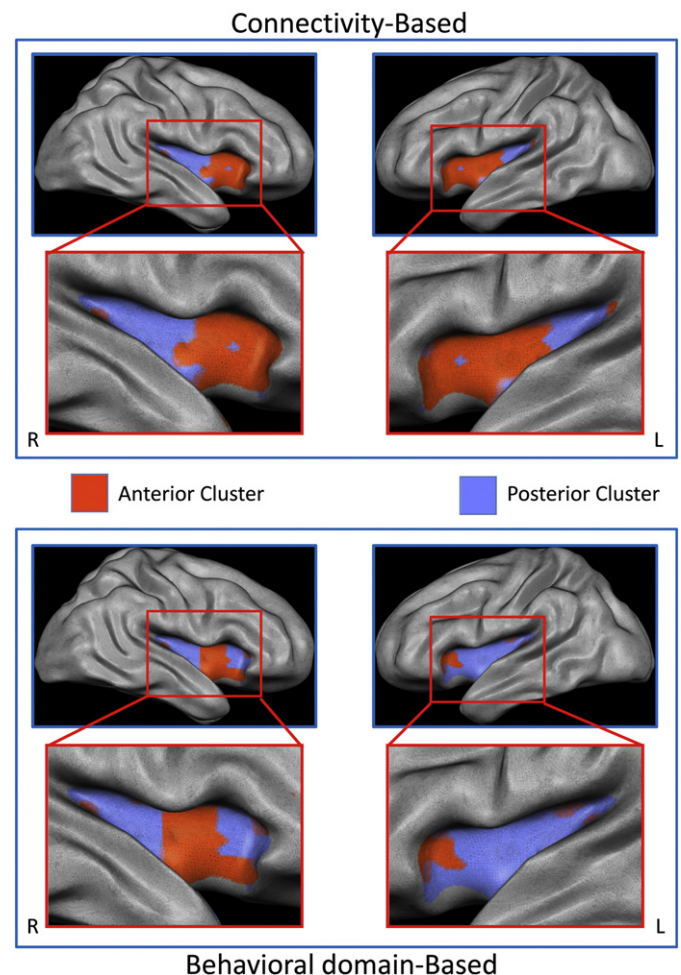 Connectivity-Based
R
L
Anterior Cluster
Posterior Cluster
R
L
Behavioral domain-Based